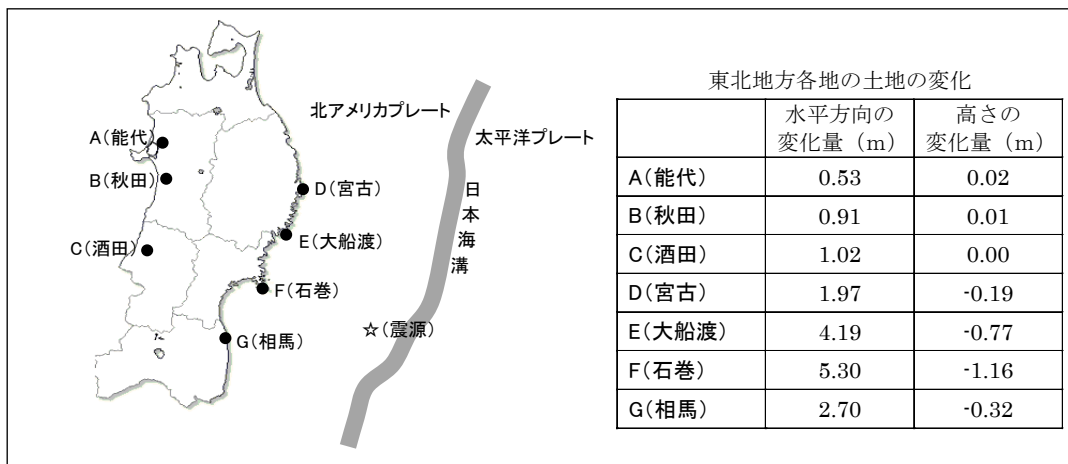 北アメリカプレート
太平洋プレート
A(能代)
B(秋田)
C(酒田)
D(宮古)
E(大船渡)
F(石巻)
G(相馬)
☆(震源)
日本海溝
東北地方各地の土地の変化
水平方向の変化量（m） 高さの変化量（m）
A(能代) 0.53 0.02
B(秋田) 0.91 0.01
C(酒田) 1.02 0.00
D(宮古) 1.97 -0.19
E(大船渡) 4.19 -0.77
F(石巻) 5.30 -1.16
G(相馬) 2.70 -0.32